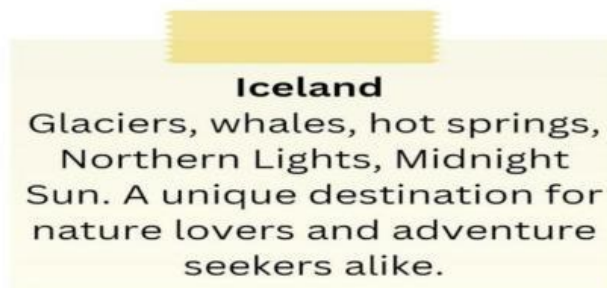 Iceland
Glaciers, whales, hot springs,
Northern Lights, Midnight
Sun. A unique destination for
nature lovers and adventure
seekers alike.